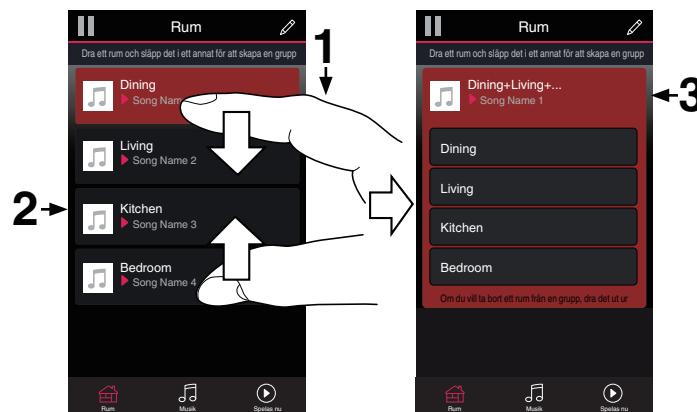 Rum
Dra ett rum och släpp det i ett annat för att skapa en grupp
1
Dining
Song Na
Living
Song Name 2
2
Kitchen
Song Name 3
Bedroom
Song Name 4
Rum
Musik
Spelas nu
Rum
Dra ett rum och släpp det i ett annat för att skapa en grupp
Dining+Living+...
Song Name 1
3
Dining
Living
Kitchen
Bedroom
Om du vill ta bort ett rum från en grupp, dra det ut ur
Rum
Musik
Spelas nu